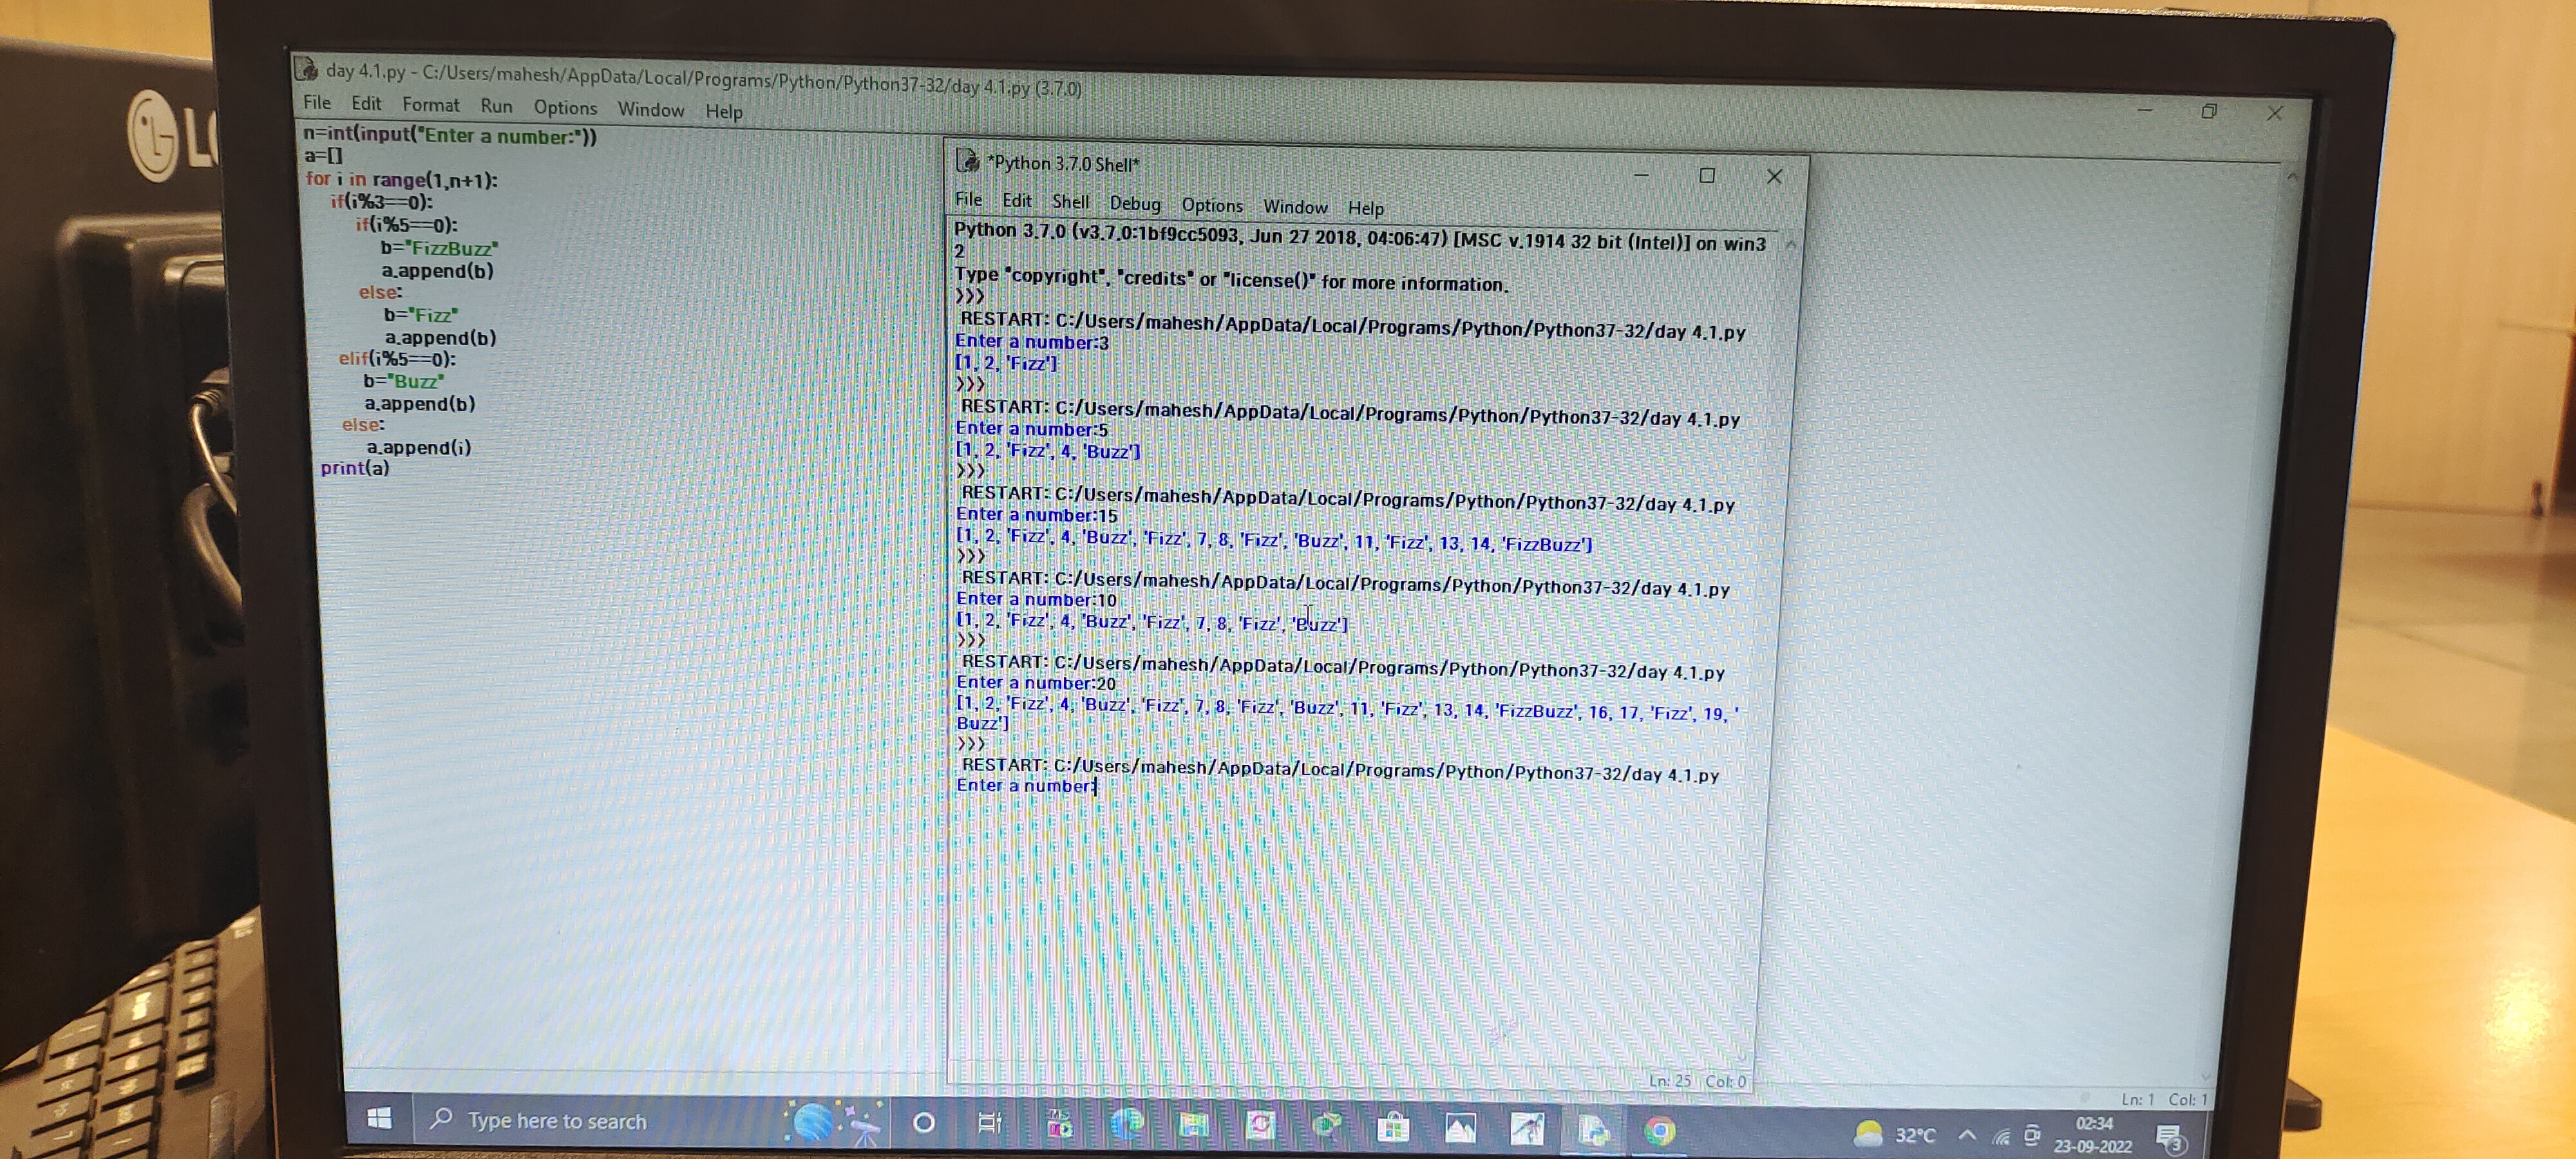 LG
day 4.1.py - C:/Users/mahesh/AppData/Local/Programs/Python/Python37-32/day 4.1.py (3.7.0)
File Edit Format Run Options Window Help
n=int(input("Enter a number:"))
a=[]
for i in range(1,n+1):
  if(i%3==0):
    if(i%5==0):
      b="FizzBuzz"
      a.append(b)
    else:
      b="Fizz"
      a.append(b)
  elif(i%5==0):
    b="Buzz"
    a.append(b)
  else:
    a.append(i)
print(a)
*Python 3.7.0 Shell*
File Edit Shell Debug Options Window Help
Python 3.7.0 (v3.7.0:1bf9cc5093, Jun 27 2018, 04:06:47) [MSC v.1914 32 bit (Intel)] on win3
2
Type "copyright", "credits" or "license()" for more information.
>>>
 RESTART: C:/Users/mahesh/AppData/Local/Programs/Python/Python37-32/day 4.1.py
Enter a number:3
[1, 2, 'Fizz']
>>>
 RESTART: C:/Users/mahesh/AppData/Local/Programs/Python/Python37-32/day 4.1.py
Enter a number:5
[1, 2, 'Fizz', 4, 'Buzz']
>>>
 RESTART: C:/Users/mahesh/AppData/Local/Programs/Python/Python37-32/day 4.1.py
Enter a number:15
[1, 2, 'Fizz', 4, 'Buzz', 'Fizz', 7, 8, 'Fizz', 'Buzz', 11, 'Fizz', 13, 14, 'FizzBuzz']
>>>
 RESTART: C:/Users/mahesh/AppData/Local/Programs/Python/Python37-32/day 4.1.py
Enter a number:10
[1, 2, 'Fizz', 4, 'Buzz', 'Fizz', 7, 8, 'Fizz', 'Buzz']
>>>
 RESTART: C:/Users/mahesh/AppData/Local/Programs/Python/Python37-32/day 4.1.py
Enter a number:20
[1, 2, 'Fizz', 4, 'Buzz', 'Fizz', 7, 8, 'Fizz', 'Buzz', 11, 'Fizz', 13, 14, 'FizzBuzz', 16, 17, 'Fizz', 19, '
Buzz']
>>>
 RESTART: C:/Users/mahesh/AppData/Local/Programs/Python/Python37-32/day 4.1.py
Enter a number:
Ln: 25 Col: 0
Ln: 1 Col: 1
Type here to search
MS
32°C
02:34
23-09-2022
3